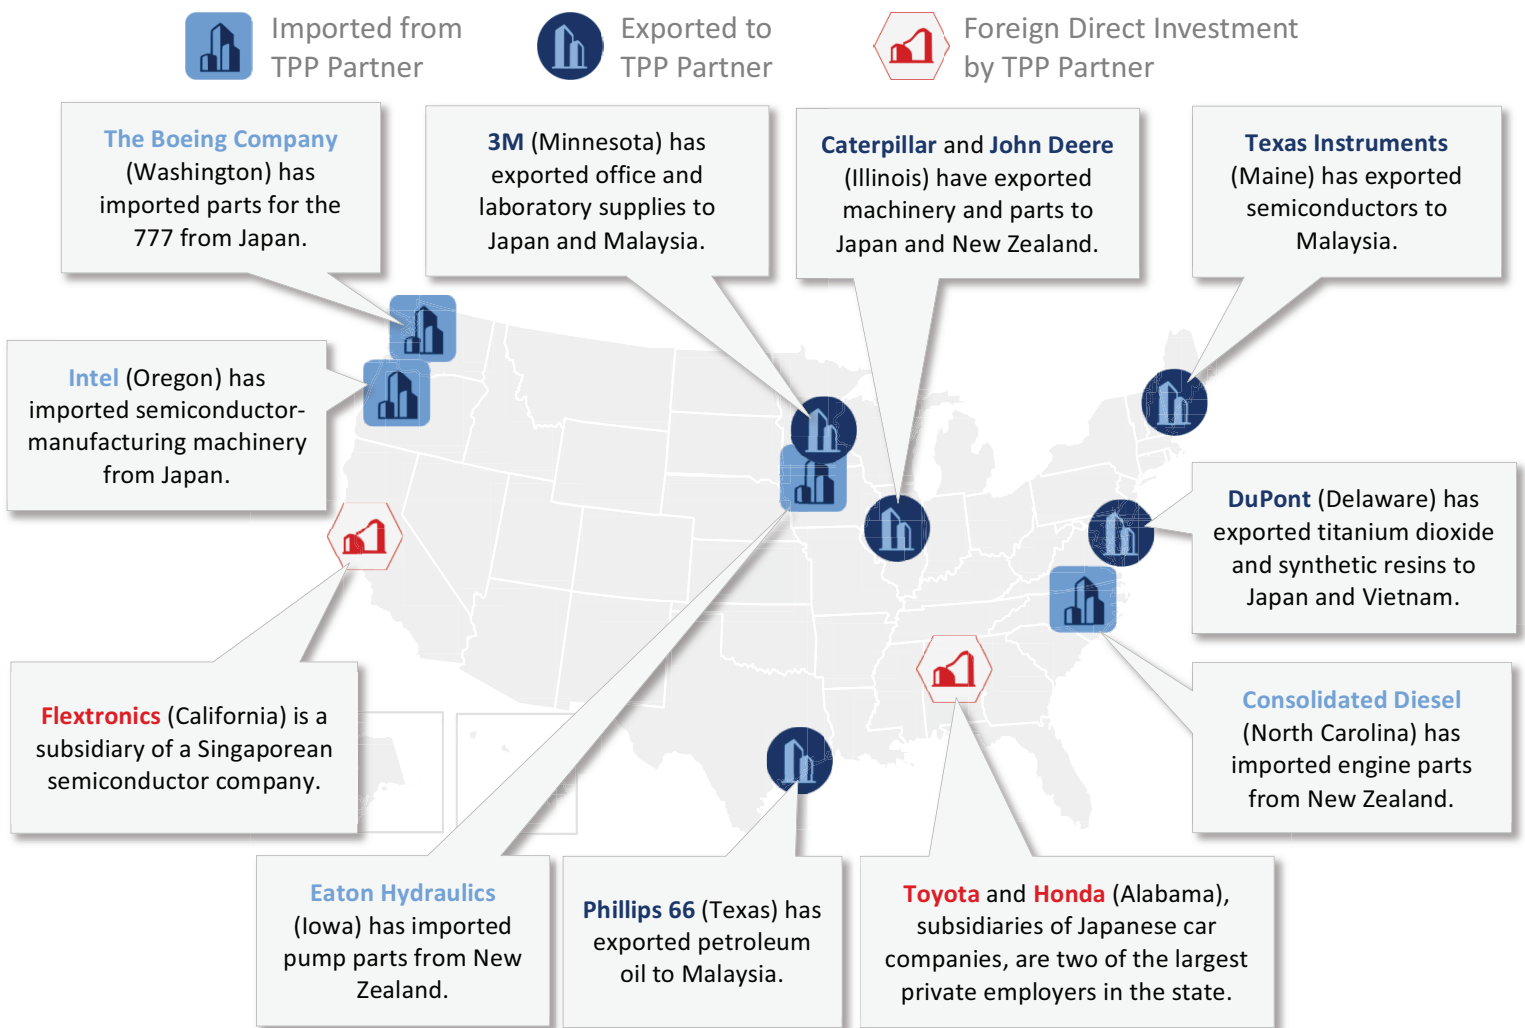 Imported from
TPP Partner
Exported to
TPP Partner
Foreign Direct Investment
by TPP Partner
The Boeing Company
(Washington) has
imported parts for the
777 from Japan.
3M (Minnesota) has
exported office and
laboratory supplies to
Japan and Malaysia.
Caterpillar and John Deere
(Illinois) have exported
machinery and parts to
Japan and New Zealand.
Texas Instruments
(Maine) has exported
semiconductors to
Malaysia.
Intel (Oregon) has
imported semiconductor-
manufacturing machinery
from Japan.
DuPont (Delaware) has
exported titanium dioxide
and synthetic resins to
Japan and Vietnam.
Flextronics (California) is a
subsidiary of a Singaporean
semiconductor company.
Consolidated Diesel
(North Carolina) has
imported engine parts
from New Zealand.
Eaton Hydraulics
(Iowa) has imported
pump parts from New
Zealand.
Phillips 66 (Texas) has
exported petroleum
oil to Malaysia.
Toyota and Honda (Alabama),
subsidiaries of Japanese car
companies, are two of the largest
private employers in the state.